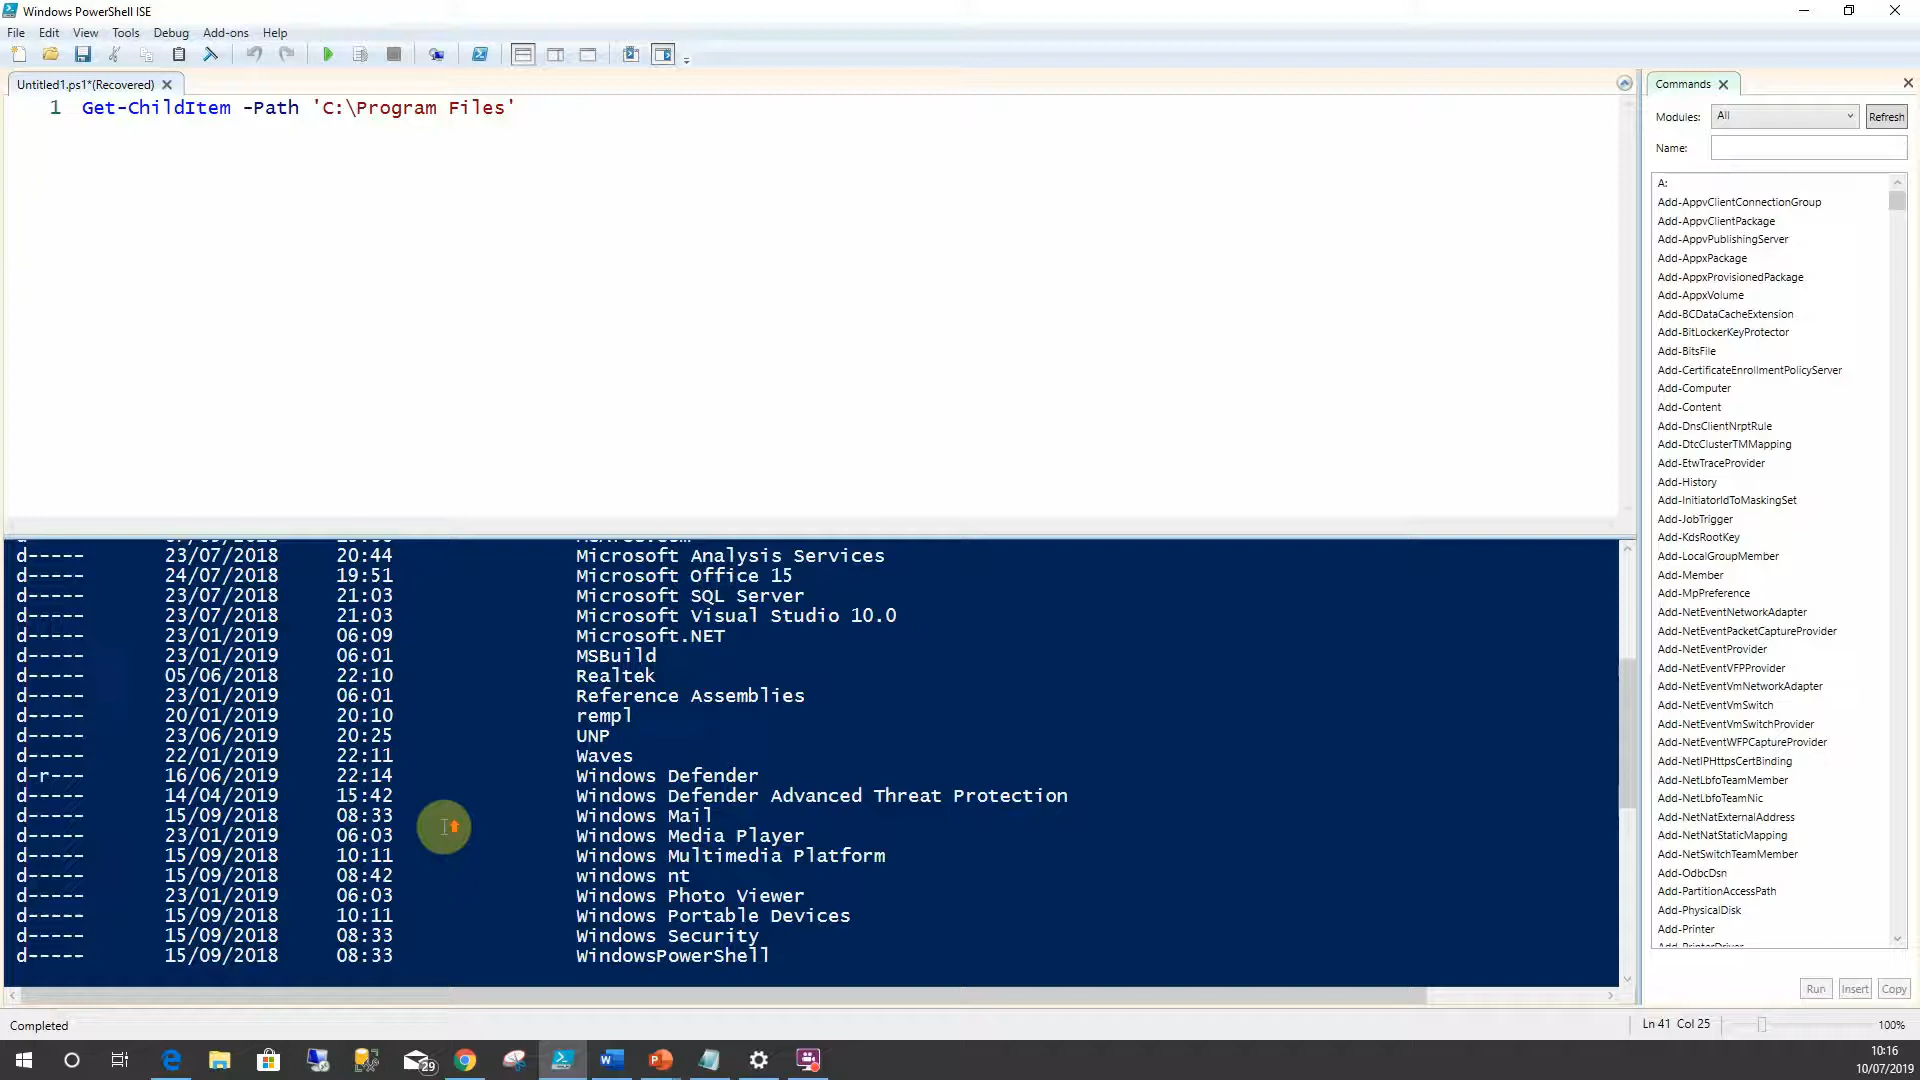 Windows PowerShell ISE
File Edit View Tools Debug Add-ons Help
Untitled1.ps1*(Recovered)
1 Get-ChildItem -Path 'C:\Program Files'
d----- 23/07/2018 20:44 Microsoft Analysis Services
d----- 24/07/2018 19:51 Microsoft Office 15
d----- 23/07/2018 21:03 Microsoft SQL Server
d----- 23/07/2018 21:03 Microsoft Visual Studio 10.0
d----- 23/01/2019 06:09 Microsoft.NET
d----- 23/01/2019 06:01 MSBuild
d----- 05/06/2018 22:10 Realtek
d----- 23/01/2019 06:01 Reference Assemblies
d----- 20/01/2019 20:10 rempl
d----- 23/06/2019 20:25 UNP
d----- 22/01/2019 22:11 Waves
d-r--- 16/06/2019 22:14 Windows Defender
d----- 14/04/2019 15:42 Windows Defender Advanced Threat Protection
d----- 15/09/2018 08:33 Windows Mail
d----- 23/01/2019 06:03 Windows Media Player
d----- 15/09/2018 10:11 Windows Multimedia Platform
d----- 15/09/2018 08:42 windows nt
d----- 23/01/2019 06:03 Windows Photo Viewer
d----- 15/09/2018 10:11 Windows Portable Devices
d----- 15/09/2018 08:33 Windows Security
d----- 15/09/2018 08:33 WindowsPowerShell
Commands
Modules: All Refresh
Name:
A:
Add-AppvClientConnectionGroup
Add-AppvClientPackage
Add-AppvPublishingServer
Add-AppxPackage
Add-AppxProvisionedPackage
Add-AppxVolume
Add-BCDataCacheExtension
Add-BitLockerKeyProtector
Add-BitsFile
Add-CertificateEnrollmentPolicyServer
Add-Computer
Add-Content
Add-DnsClientNrptRule
Add-DtcClusterTMMapping
Add-EtwTraceProvider
Add-History
Add-InitiatorIdToMaskingSet
Add-JobTrigger
Add-KdsRootKey
Add-LocalGroupMember
Add-Member
Add-MpPreference
Add-NetEventNetworkAdapter
Add-NetEventPacketCaptureProvider
Add-NetEventProvider
Add-NetEventVFPProvider
Add-NetEventVmNetworkAdapter
Add-NetEventVmSwitch
Add-NetEventVmSwitchProvider
Add-NetEventWFPCaptureProvider
Add-NetIPHttpsCertBinding
Add-NetLbfoTeamMember
Add-NetLbfoTeamNic
Add-NetNatExternalAddress
Add-NetNatStaticMapping
Add-NetSwitchTeamMember
Add-OdbcDsn
Add-PartitionAccessPath
Add-PhysicalDisk
Add-Printer
Add-PrinterDriver
Run Insert Copy
Completed
Ln 41 Col 25
100%
29
10:16
10/07/2019